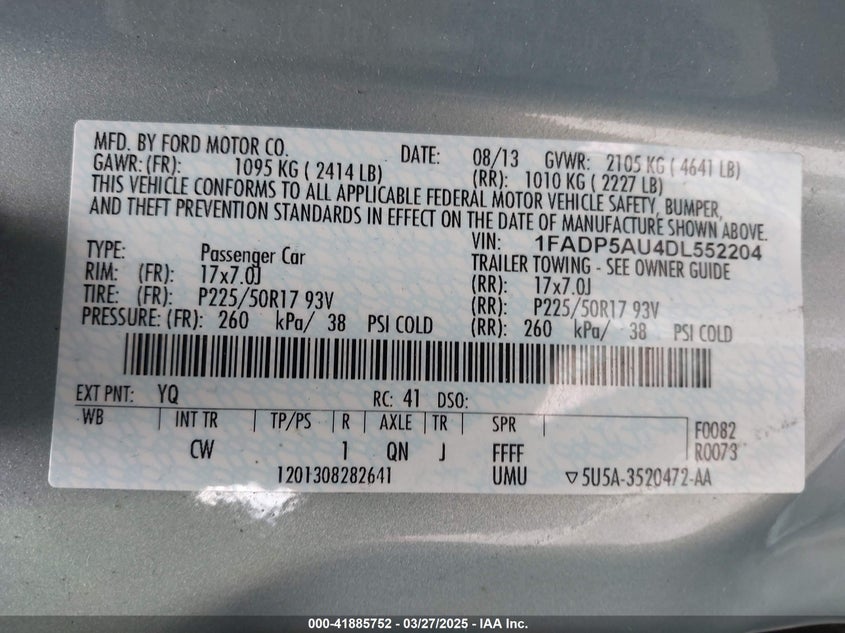 MFD. BY FORD MOTOR CO. DATE: 08/13 GVWR: 2105 KG ( 4641 LB)
GAWR: (FR): 1095 KG ( 2414 LB) (RR): 1010 KG ( 2227 LB)
THIS VEHICLE CONFORMS TO ALL APPLICABLE FEDERAL MOTOR VEHICLE SAFETY, BUMPER,
AND THEFT PREVENTION STANDARDS IN EFFECT ON THE DATE OF MANUFACTURE SHOWN ABOVE.
VIN: 1FADP5AU4DL552204
TYPE: Passenger Car TRAILER TOWING - SEE OWNER GUIDE
RIM: (FR): 17x7.0J (RR): 17x7.0J
TIRE: (FR): P225/50R17 93V (RR): P225/50R17 93V
PRESSURE: (FR): 260 kPa/ 38 PSI COLD (RR): 260 kPa/ 38 PSI COLD
EXT PNT: YQ RC: 41 DSO:
WB INT TR TP/PS R AXLE TR SPR F0082
CW 1 QN J FFFF R0073
1201308282641 UMU ▽5U5A-3520472-AA
000-41885752 — 03/27/2025 — IAA Inc.